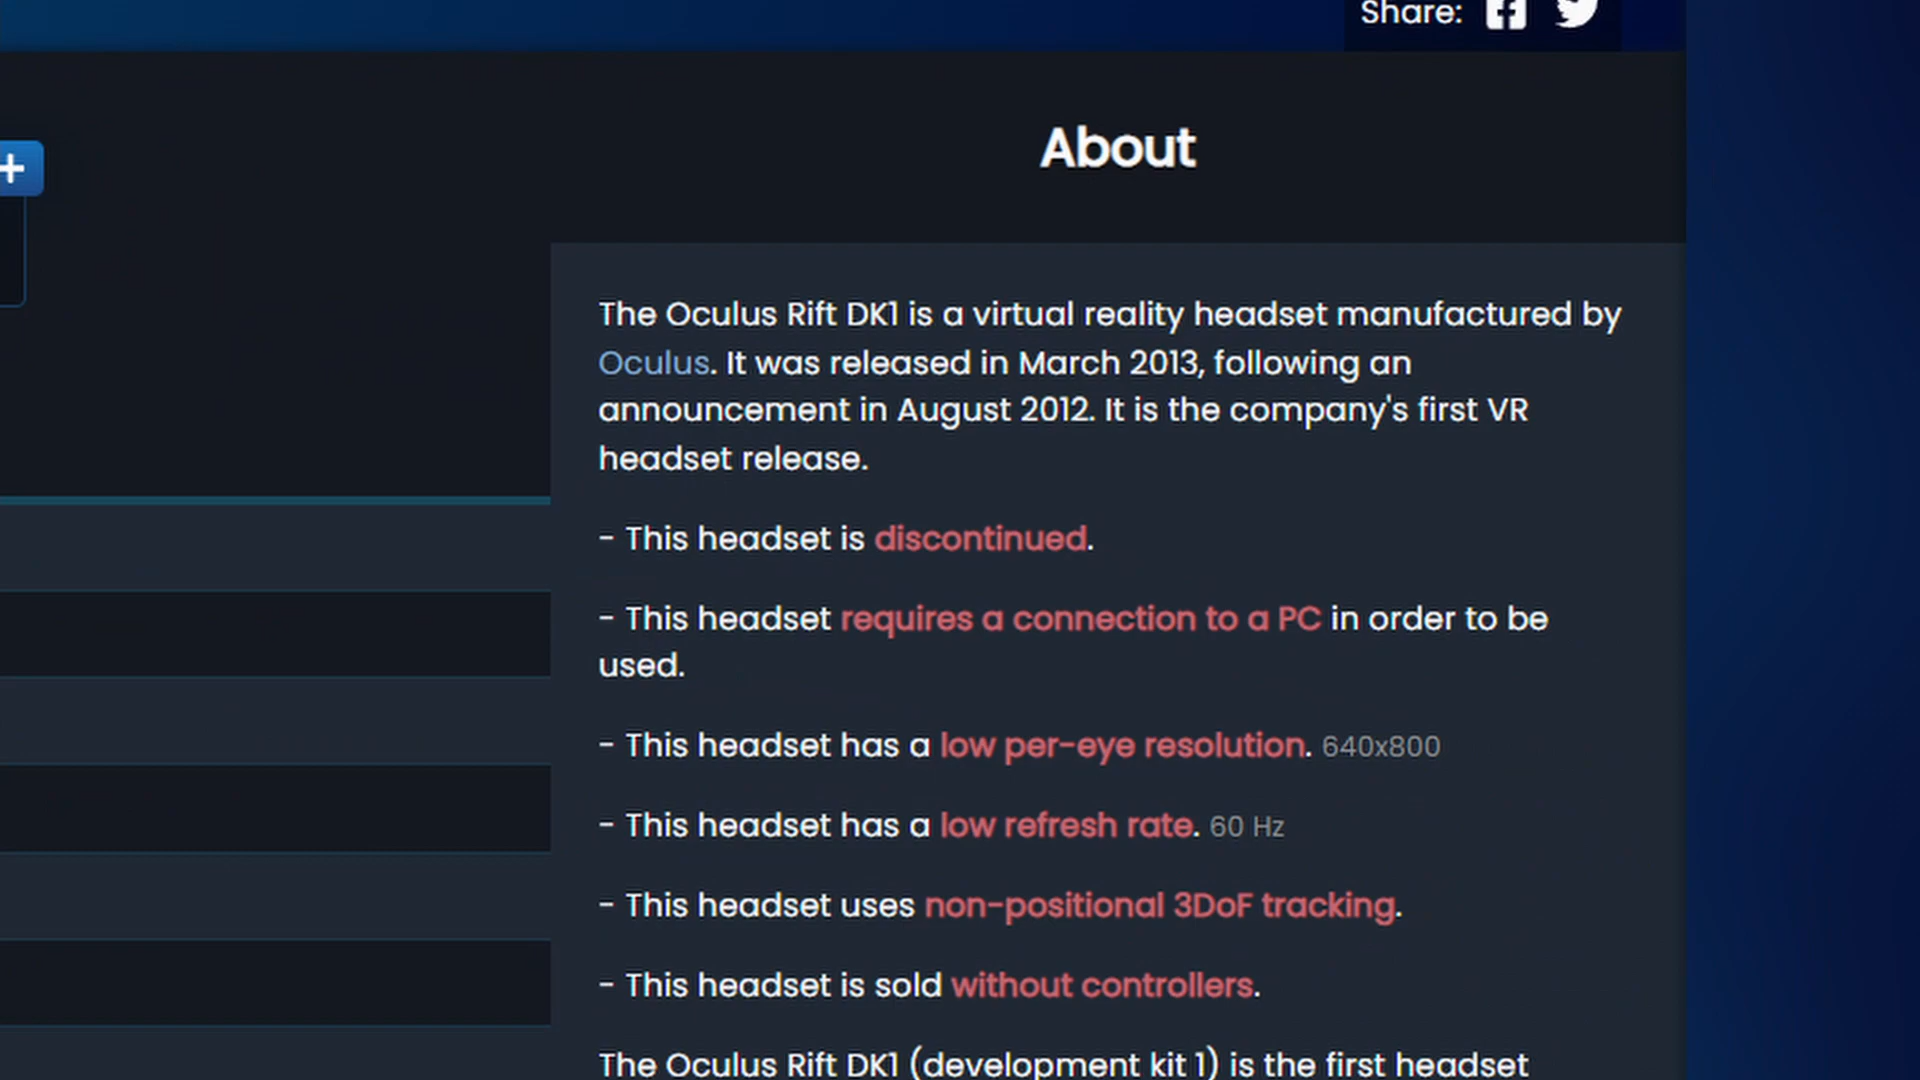 Share:
About
The Oculus Rift DK1 is a virtual reality headset manufactured by
Oculus. It was released in March 2013, following an
announcement in August 2012. It is the company's first VR
headset release.
- This headset is discontinued.
- This headset requires a connection to a PC in order to be
used.
- This headset has a low per-eye resolution. 640x800
- This headset has a low refresh rate. 60 Hz
- This headset uses non-positional 3DoF tracking.
- This headset is sold without controllers.
The Oculus Rift DK1 (development kit 1) is the first headset